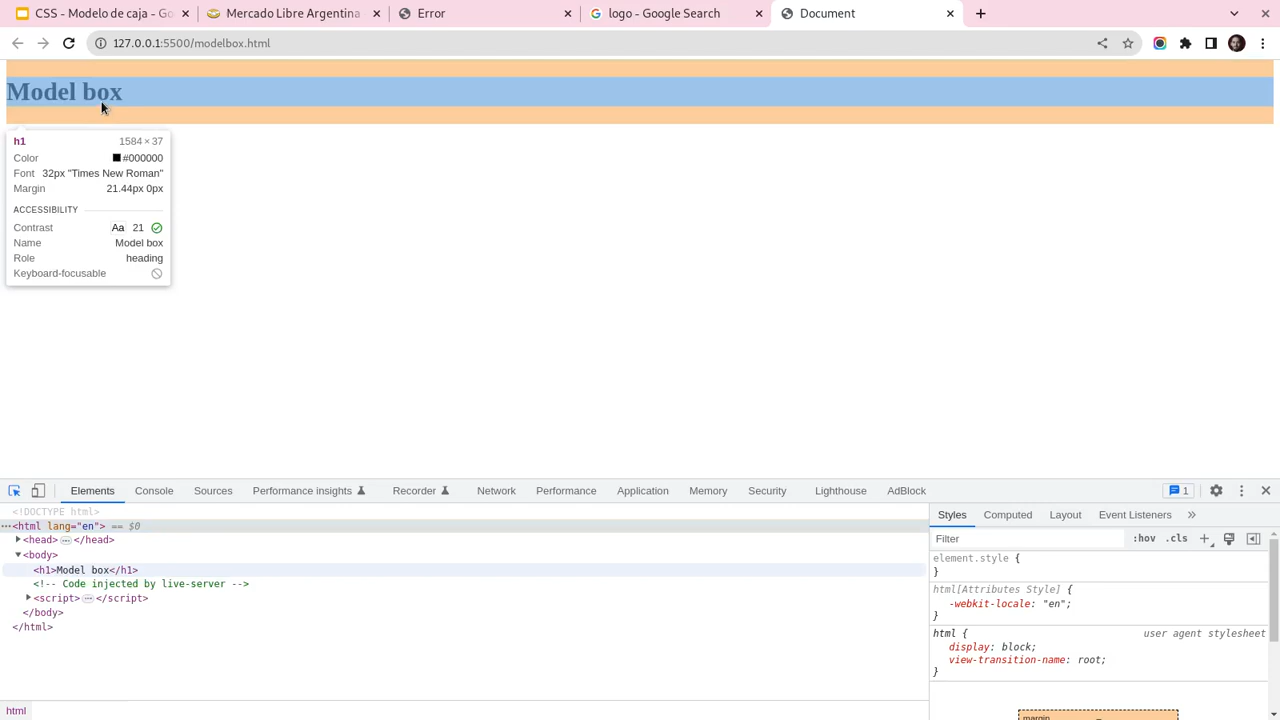 CSS - Modelo de caja - Go
Mercado Libre Argentina
Error
logo - Google Search
Document
127.0.0.1:5500/modelbox.html
Model box
h1 1584 × 37
Color #000000
Font 32px "Times New Roman"
Margin 21.44px 0px
ACCESSIBILITY
Contrast Aa 21
Name Model box
Role heading
Keyboard-focusable
Elements Console Sources Performance insights Recorder Network Performance Application Memory Security Lighthouse AdBlock 1
<!DOCTYPE html>
<html lang="en"> == $0
<head> </head>
<body>
<h1>Model box</h1>
<!-- Code injected by live-server -->
<script> </script>
</body>
</html>
html
Styles Computed Layout Event Listeners
Filter :hov .cls
element.style {
}
html[Attributes Style] {
-webkit-locale: "en";
}
html { user agent stylesheet
display: block;
view-transition-name: root;
}
margin